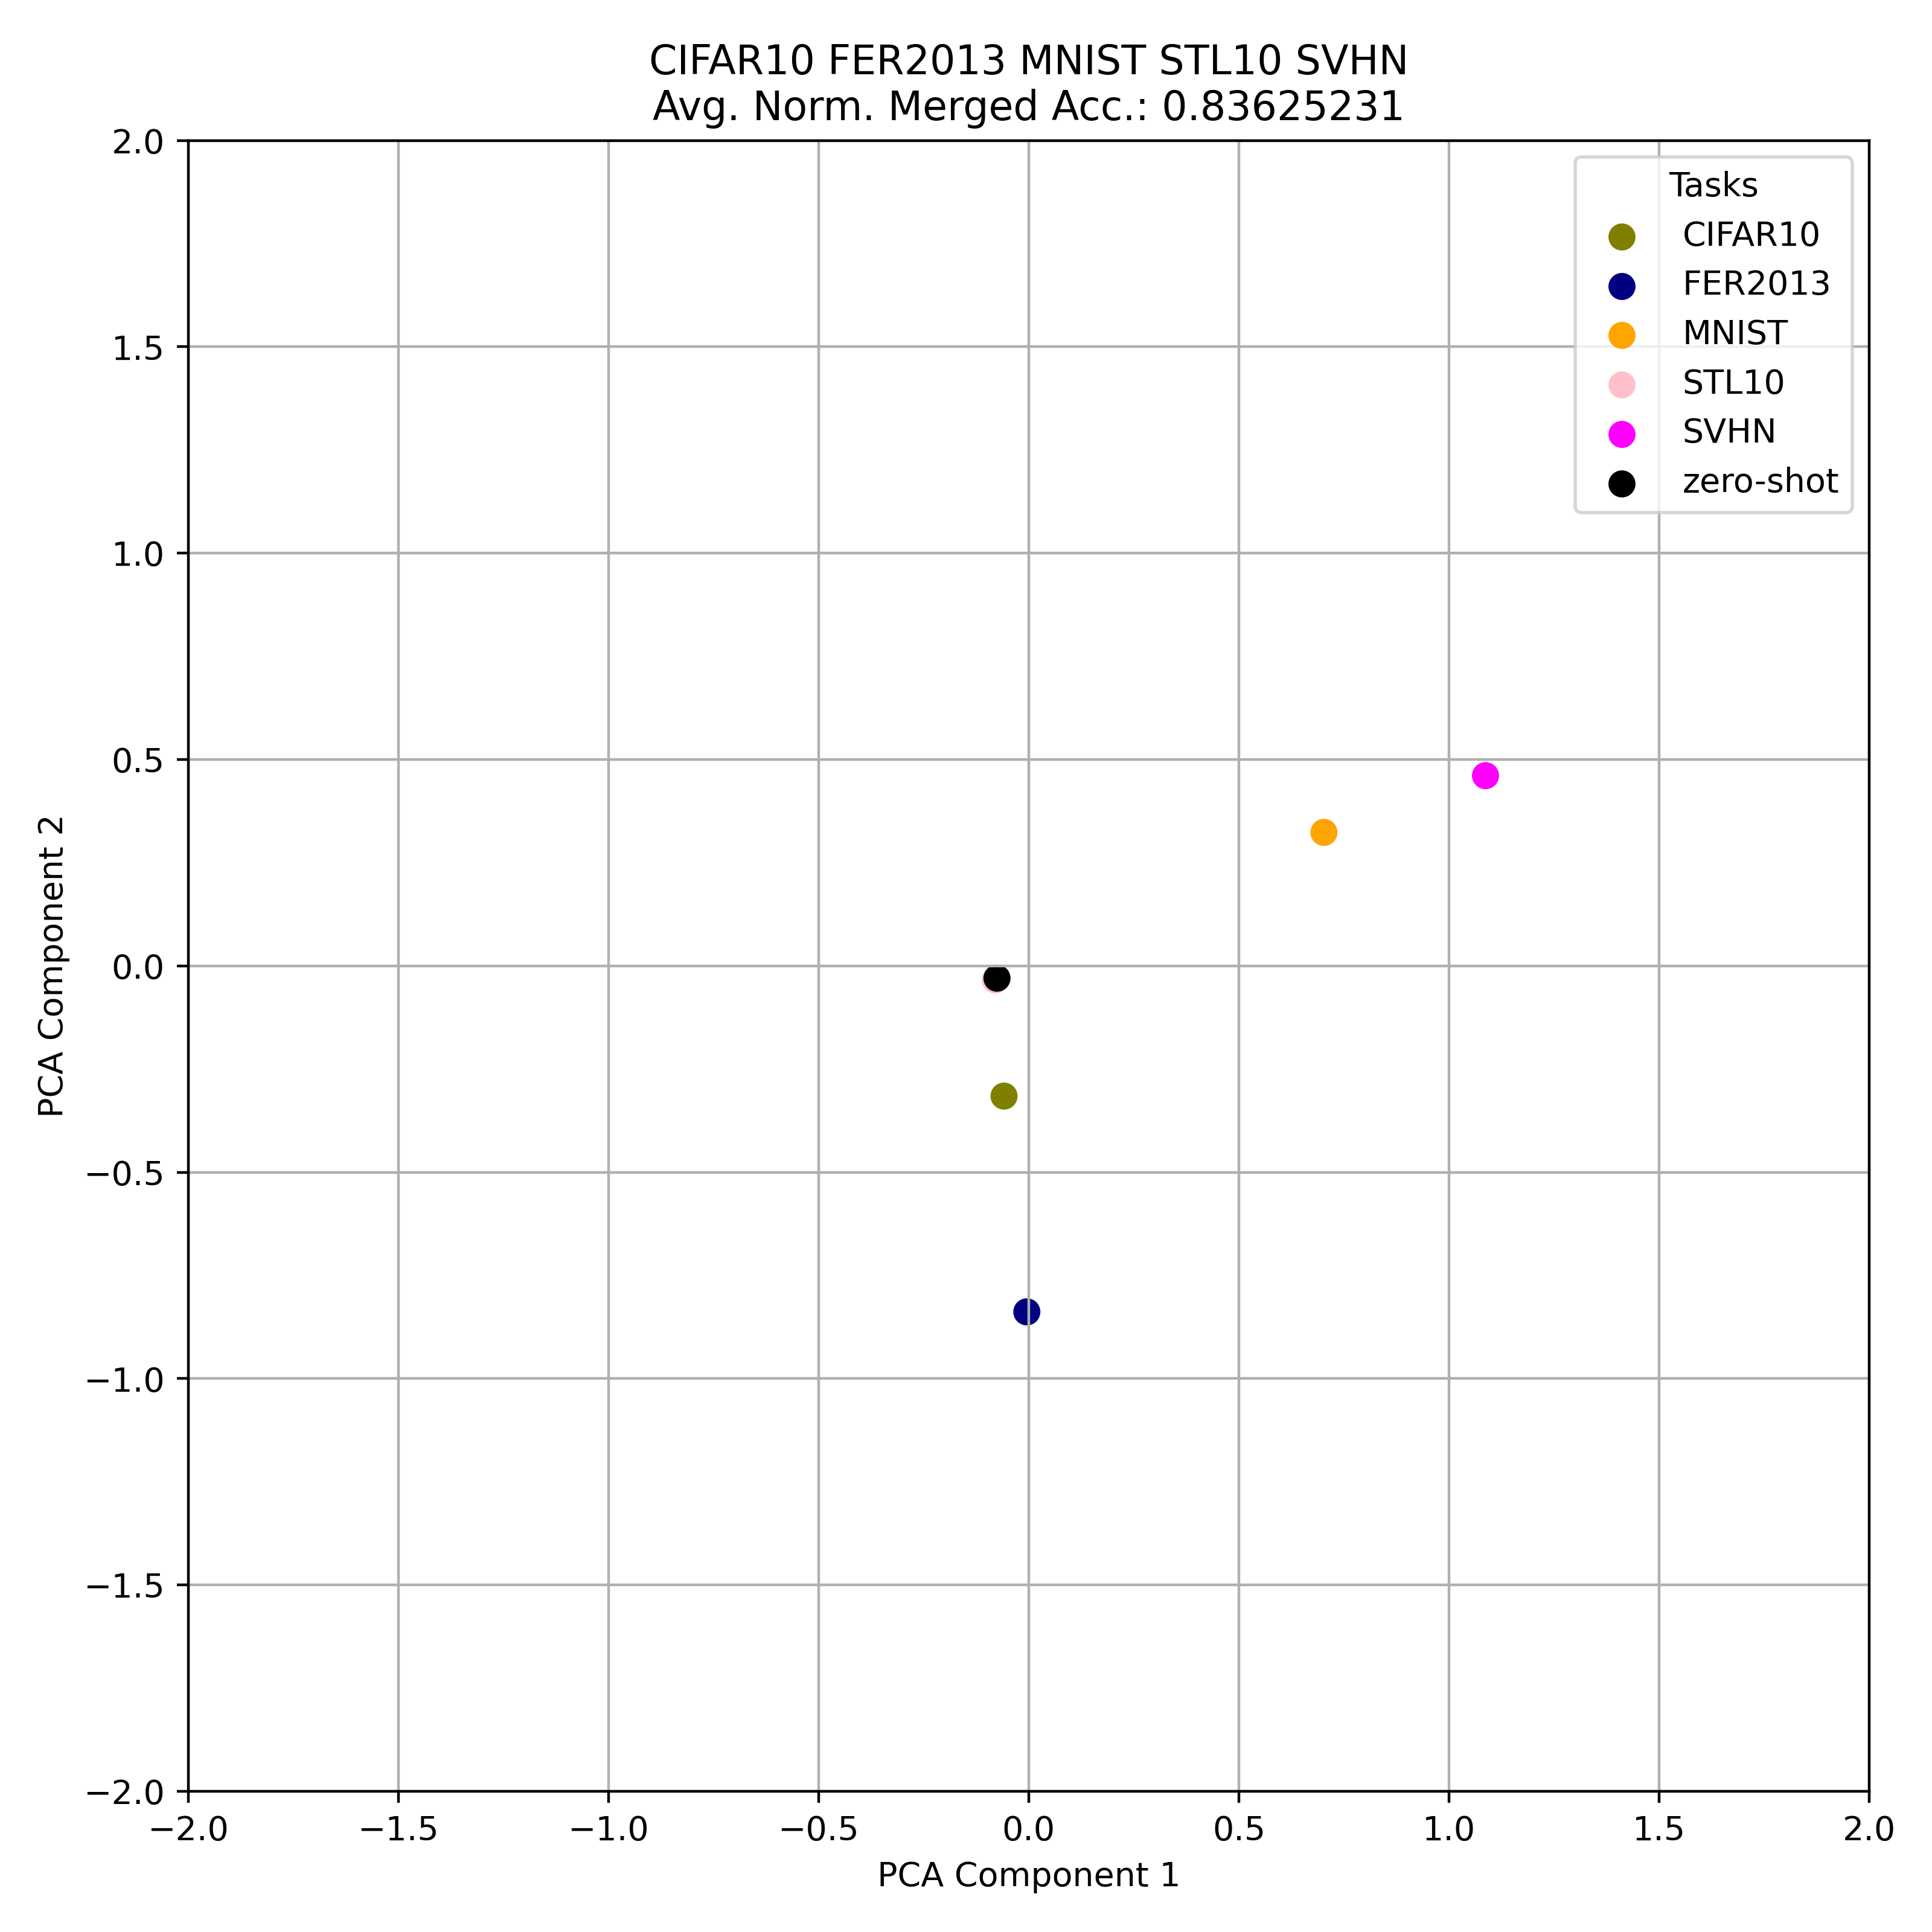 CIFAR10 FER2013 MNIST STL10 SVHN
Avg. Norm. Merged Acc.: 0.83625231
Tasks
CIFAR10
FER2013
MNIST
STL10
SVHN
zero-shot
2.0
1.5
1.0
0.5
0.0
−0.5
−1.0
−1.5
−2.0
PCA Component 2
−2.0 −1.5 −1.0 −0.5 0.0 0.5 1.0 1.5 2.0
PCA Component 1